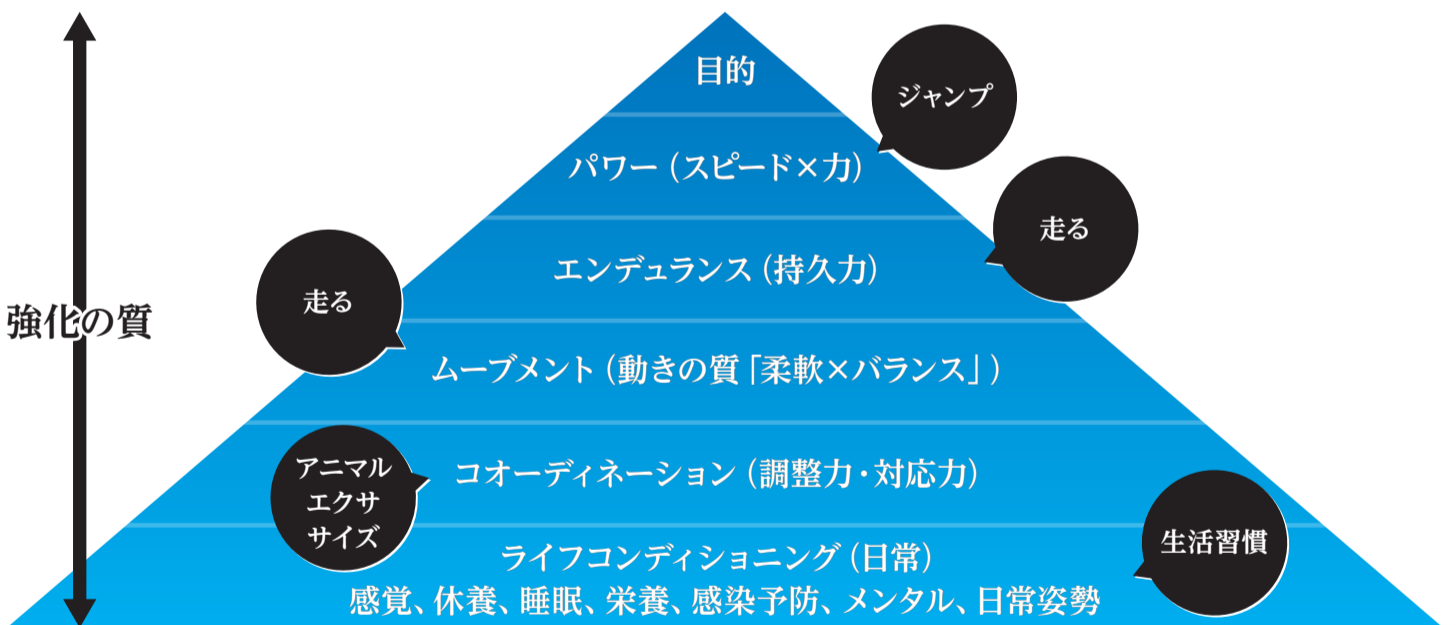 目的
ジャンプ
パワー（スピード×力）
走る
エンデュランス（持久力）
走る
強化の質
ムーブメント（動きの質「柔軟×バランス」）
アニマル
エクサ
サイズ
コオーディネーション（調整力・対応力）
生活習慣
ライフコンディショニング（日常）
感覚、休養、睡眠、栄養、感染予防、メンタル、日常姿勢